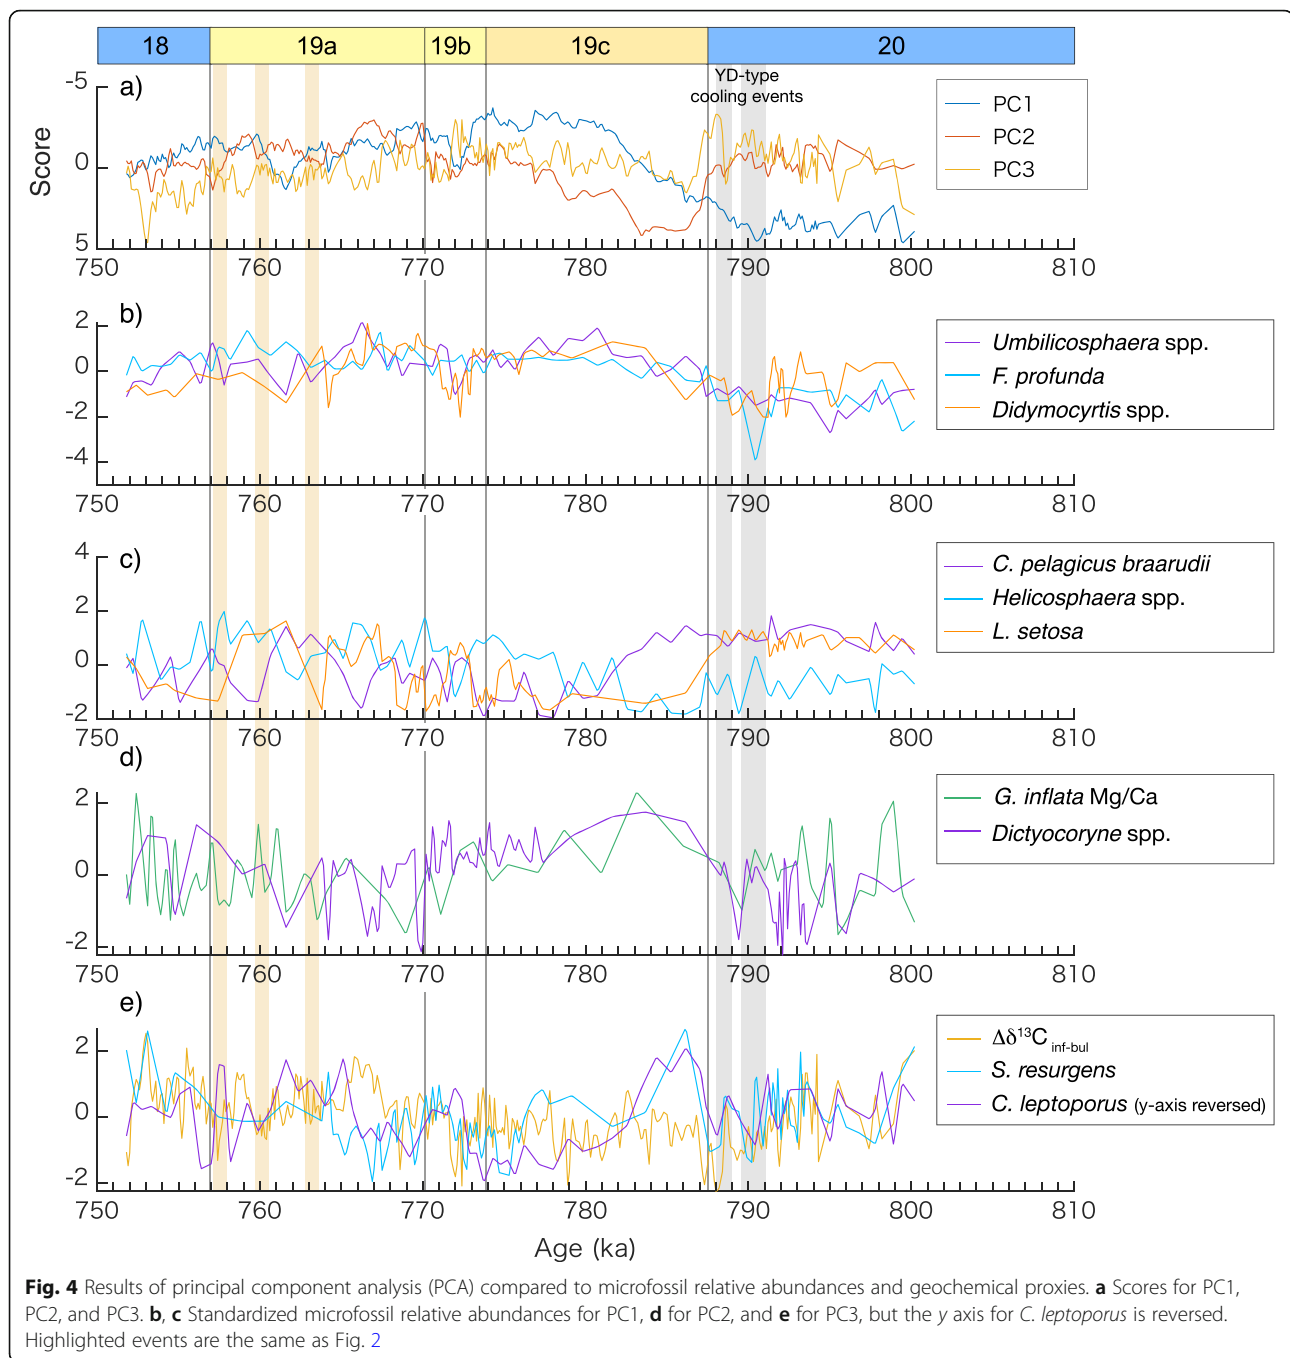 18 19a 19b 19c 20
a)
YD-type
cooling events
-5
0
5
Score
PC1
PC2
PC3
750 760 770 780 790 800 810
b)
2
0
-2
-4
Umbilicosphaera spp.
F. profunda
Didymocyrtis spp.
750 760 770 780 790 800 810
c)
4
2
0
-2
C. pelagicus braarudii
Helicosphaera spp.
L. setosa
750 760 770 780 790 800 810
d)
2
0
-2
G. inflata Mg/Ca
Dictyocoryne spp.
750 760 770 780 790 800 810
e)
2
0
-2
Δδ¹³C inf-bul
S. resurgens
C. leptoporus (y-axis reversed)
750 760 770 780 790 800 810
Age (ka)
Fig. 4 Results of principal component analysis (PCA) compared to microfossil relative abundances and geochemical proxies. a Scores for PC1,
PC2, and PC3. b, c Standardized microfossil relative abundances for PC1, d for PC2, and e for PC3, but the y axis for C. leptoporus is reversed.
Highlighted events are the same as Fig. 2